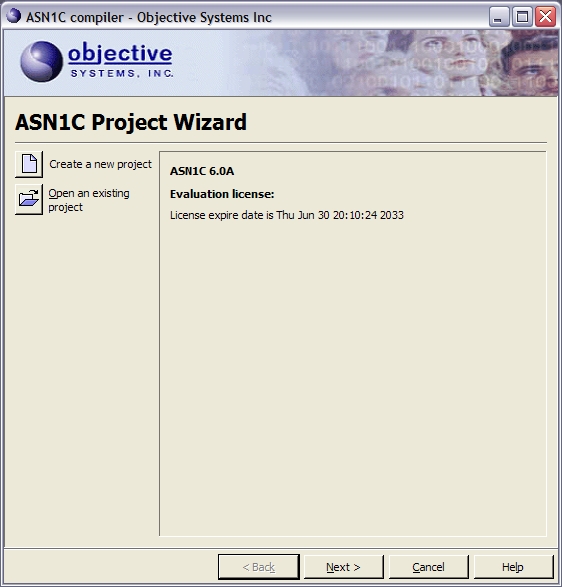 ASN1C compiler - Objective Systems Inc
objective
SYSTEMS, INC.
ASN1C Project Wizard
Create a new project
Open an existing
project
ASN1C 6.0A
Evaluation license:
License expire date is Thu Jun 30 20:10:24 2033
< Back
Next >
Cancel
Help